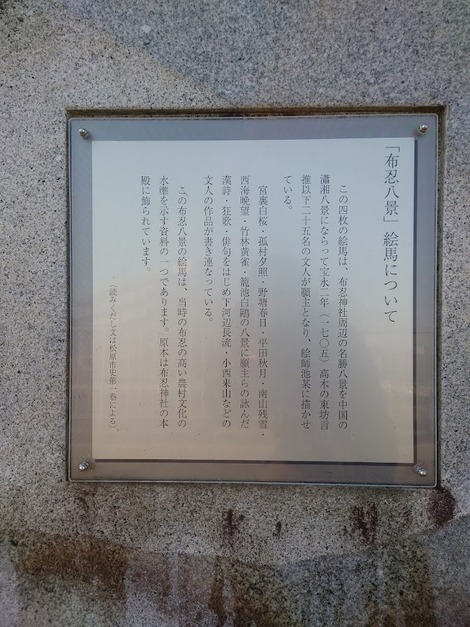 「布忍八景」絵馬について
この四枚の絵馬は、布忍神社周辺の名勝八景を中国の
瀟湘八景にならって宝永二年(一七〇五)高木の東坊言
推以下二十五名の文人が願主となり、絵師池某に描かせ
ている。
宮裏白桜・孤村夕照・野塘春日・平田秋月・南山残雪・
西海晩望・竹林黄雀・籠池白鴎の八景に願主らの詠んだ
漢詩・狂歌・俳句をはじめ下河辺長流・小西来山などの
文人の作品が書き連なっている。
この布忍八景の絵馬は、当時の布忍の高い農村文化の
水準を示す資料の一つであります。原本は布忍神社の本
殿に飾られています。
(読みくだし文は松原市史第一巻による)